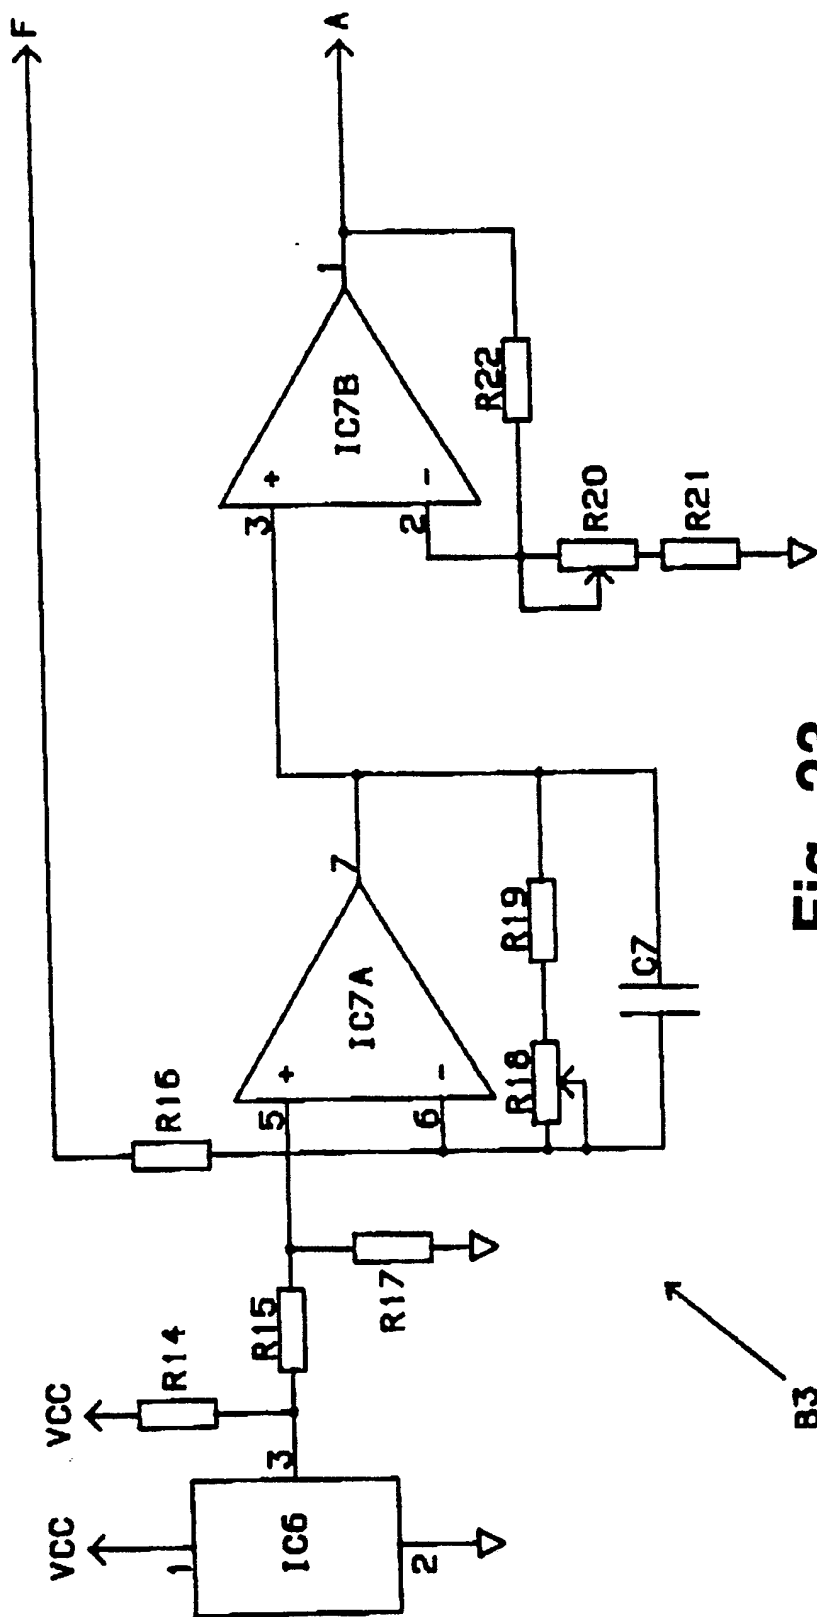 F
A
VCC
VCC
R14
R16
1
IC6
3
2
R15
R17
5
6
+
-
IC7A
7
R18
R19
C7
3
2
+
-
IC7B
1
R22
R20
R21
B3